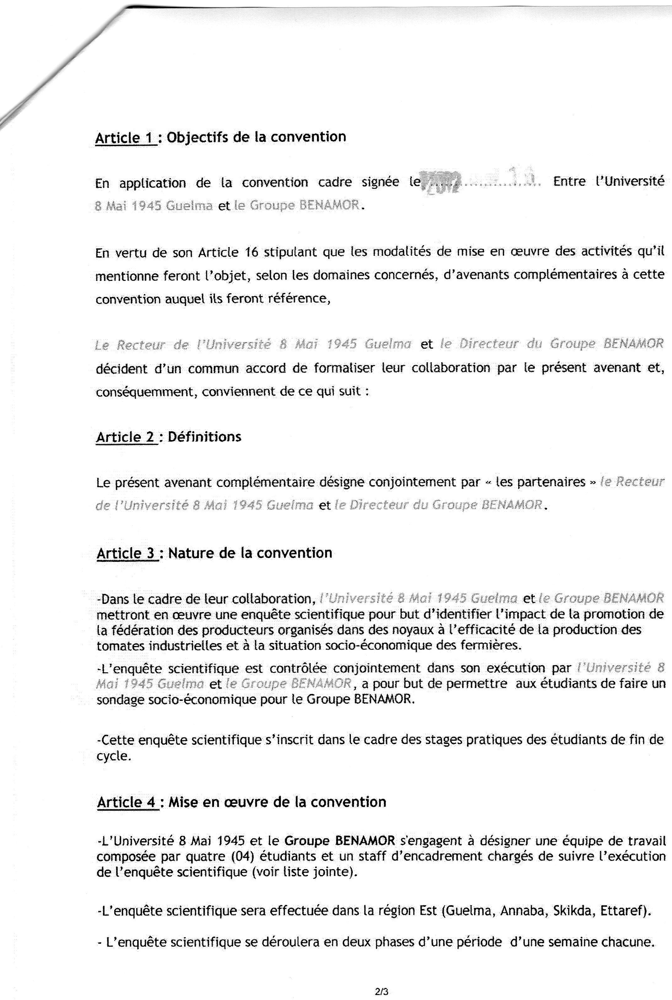 Article 1 : Objectifs de la convention
En application de la convention cadre signée le Entre l'Université
8 Mai 1945 Guelma et le Groupe BENAMOR.
En vertu de son Article 16 stipulant que les modalités de mise en œuvre des activités qu'il
mentionne feront l'objet, selon les domaines concernés, d'avenants complémentaires à cette
convention auquel ils feront référence,
Le Recteur de l'Université 8 Mai 1945 Guelma et le Directeur du Groupe BENAMOR
décident d'un commun accord de formaliser leur collaboration par le présent avenant et,
conséquemment, conviennent de ce qui suit :
Article 2 : Définitions
Le présent avenant complémentaire désigne conjointement par « les partenaires » le Recteur
de l'Université 8 Mai 1945 Guelma et le Directeur du Groupe BENAMOR.
Article 3 : Nature de la convention
-Dans le cadre de leur collaboration, l'Université 8 Mai 1945 Guelma et le Groupe BENAMOR
mettront en œuvre une enquête scientifique pour but d'identifier l'impact de la promotion de
la fédération des producteurs organisés dans des noyaux à l'efficacité de la production des
tomates industrielles et à la situation socio-économique des fermières.
-L'enquête scientifique est contrôlée conjointement dans son exécution par l'Université 8
Mai 1945 Guelma et le Groupe BENAMOR, a pour but de permettre aux étudiants de faire un
sondage socio-économique pour le Groupe BENAMOR.
-Cette enquête scientifique s'inscrit dans le cadre des stages pratiques des étudiants de fin de
cycle.
Article 4 : Mise en œuvre de la convention
-L'Université 8 Mai 1945 et le Groupe BENAMOR s'engagent à désigner une équipe de travail
composée par quatre (04) étudiants et un staff d'encadrement chargés de suivre l'exécution
de l'enquête scientifique (voir liste jointe).
-L'enquête scientifique sera effectuée dans la région Est (Guelma, Annaba, Skikda, Ettaref).
- L'enquête scientifique se déroulera en deux phases d'une période d'une semaine chacune.
2/3